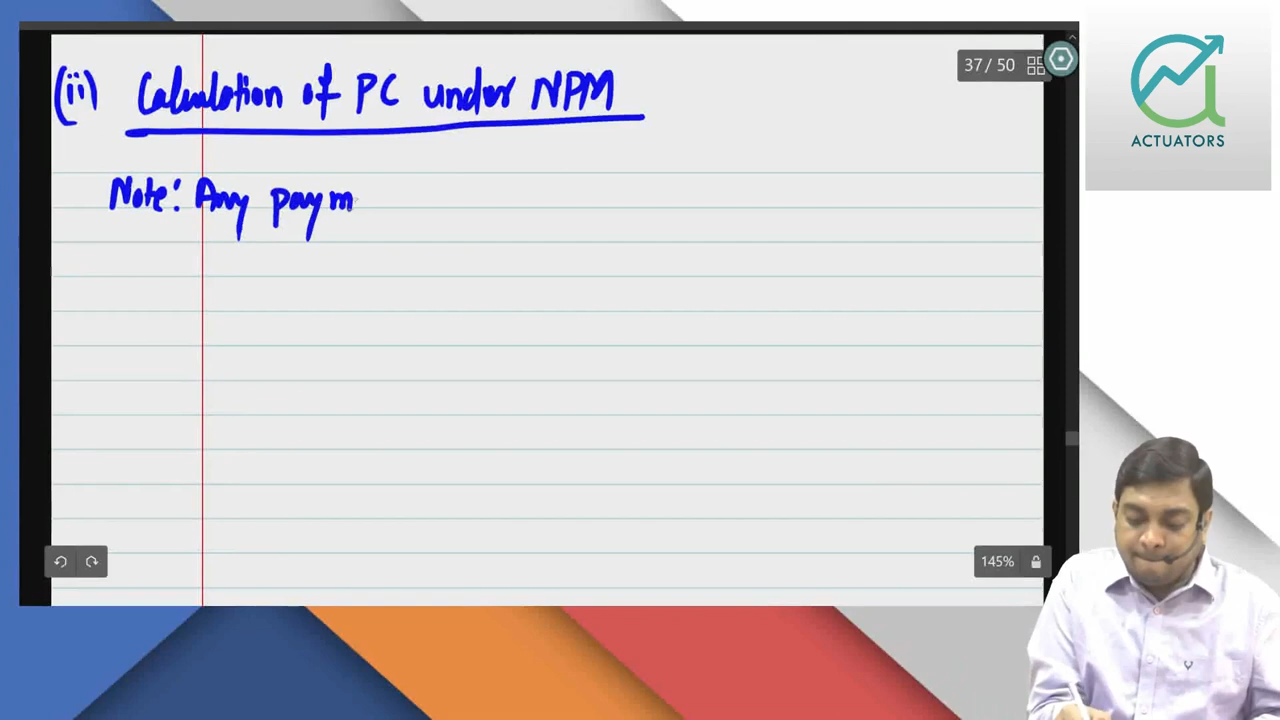 (ii) Calculation of PC under NPM
Note: Any paym
37 / 50
ACTUATORS
145%